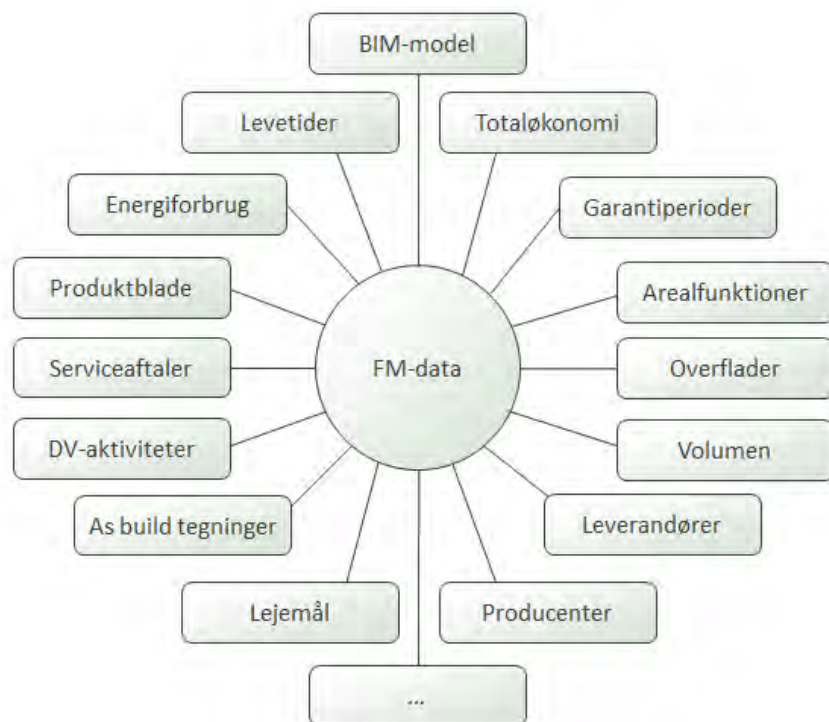 BIM-model
Levetider
Totaløkonomi
Energiforbrug
Garantiperioder
Produktblade
Arealfunktioner
Serviceaftaler
FM-data
Overflader
DV-aktiviteter
Volumen
As build tegninger
Leverandører
Lejemål
Producenter
...